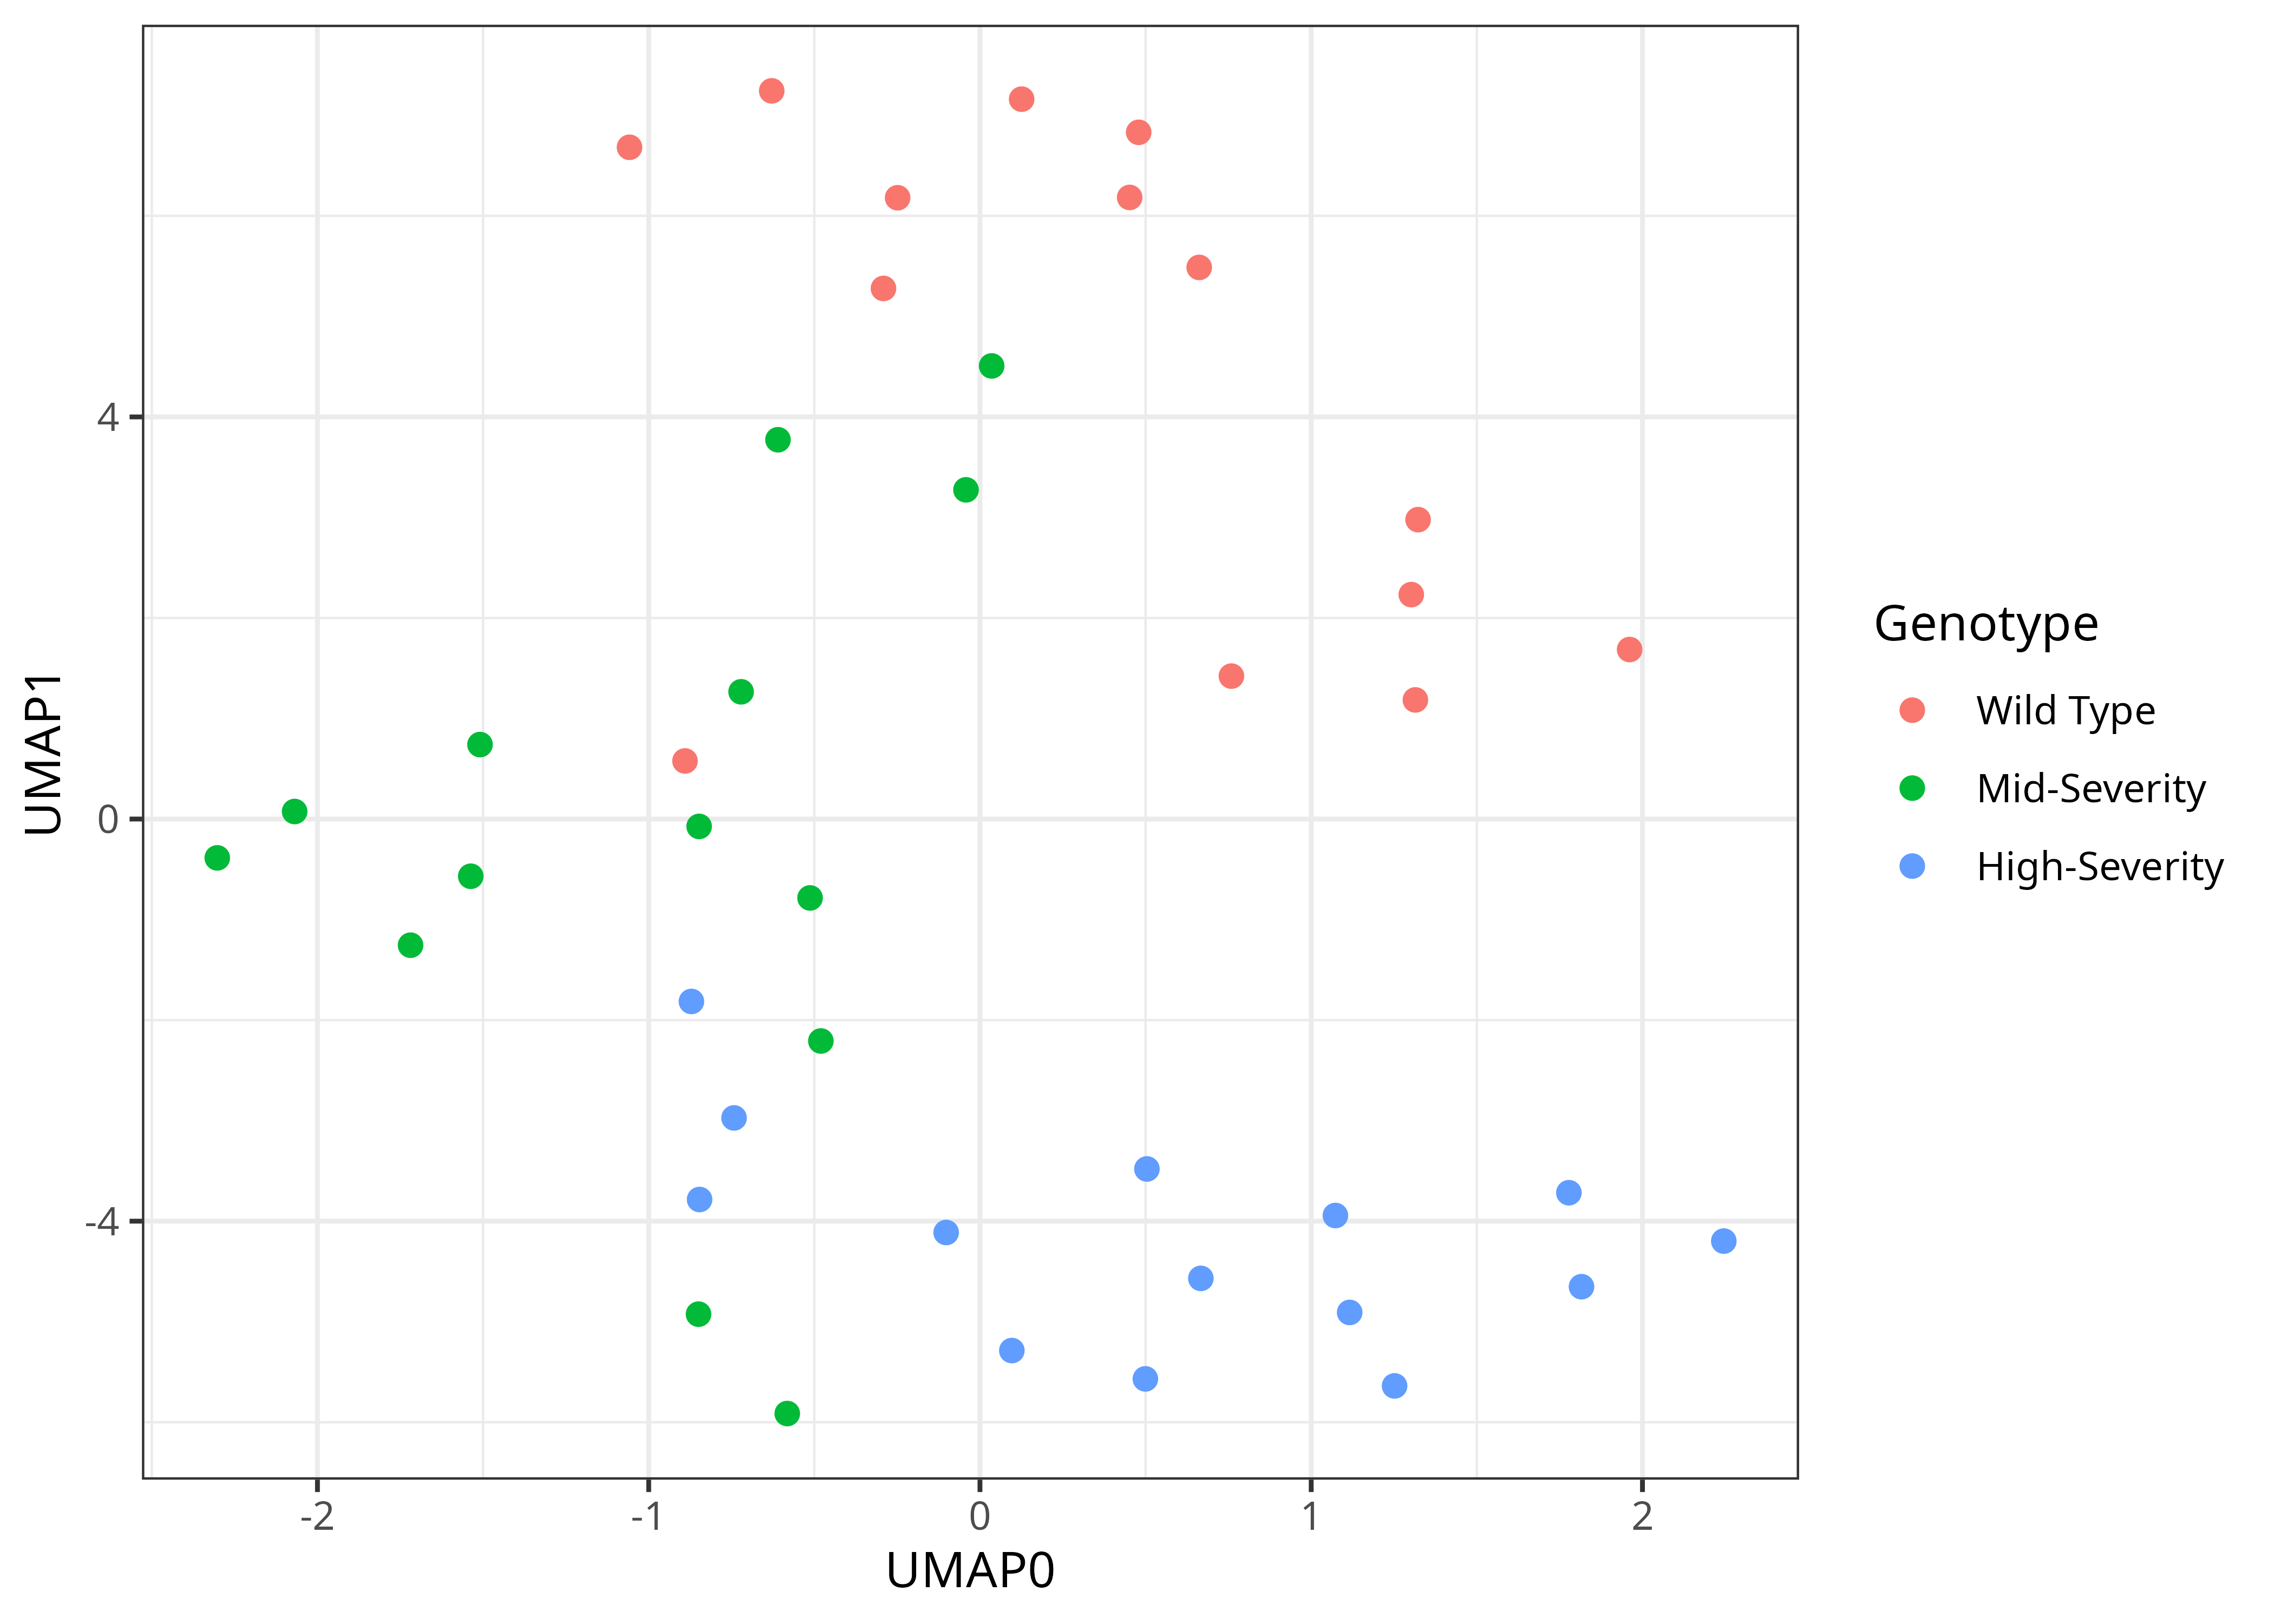 UMAP1
4
0
-4
-2
-1
0
1
2
UMAP0
Genotype
Wild Type
Mid-Severity
High-Severity